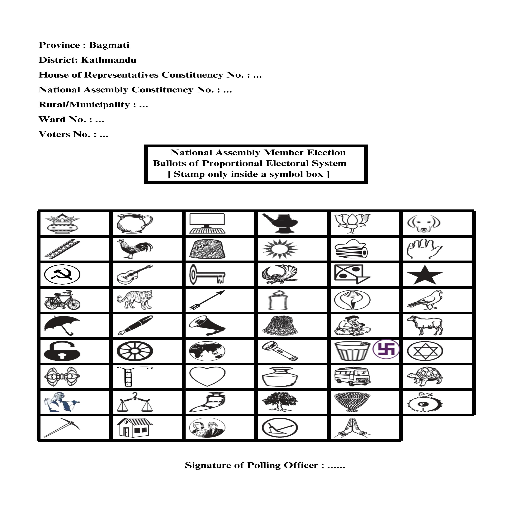 Province : Bagmati
District: Kathmandu
House of Representatives Constituency No. : ...
National Assembly Constituency No. : ...
Rural/Municipality : ...
Ward No. : ...
Voters No. : ...
National Assembly Member Election
Ballots of Proportional Electoral System
[ Stamp only inside a symbol box ]
Signature of Polling Officer : ......